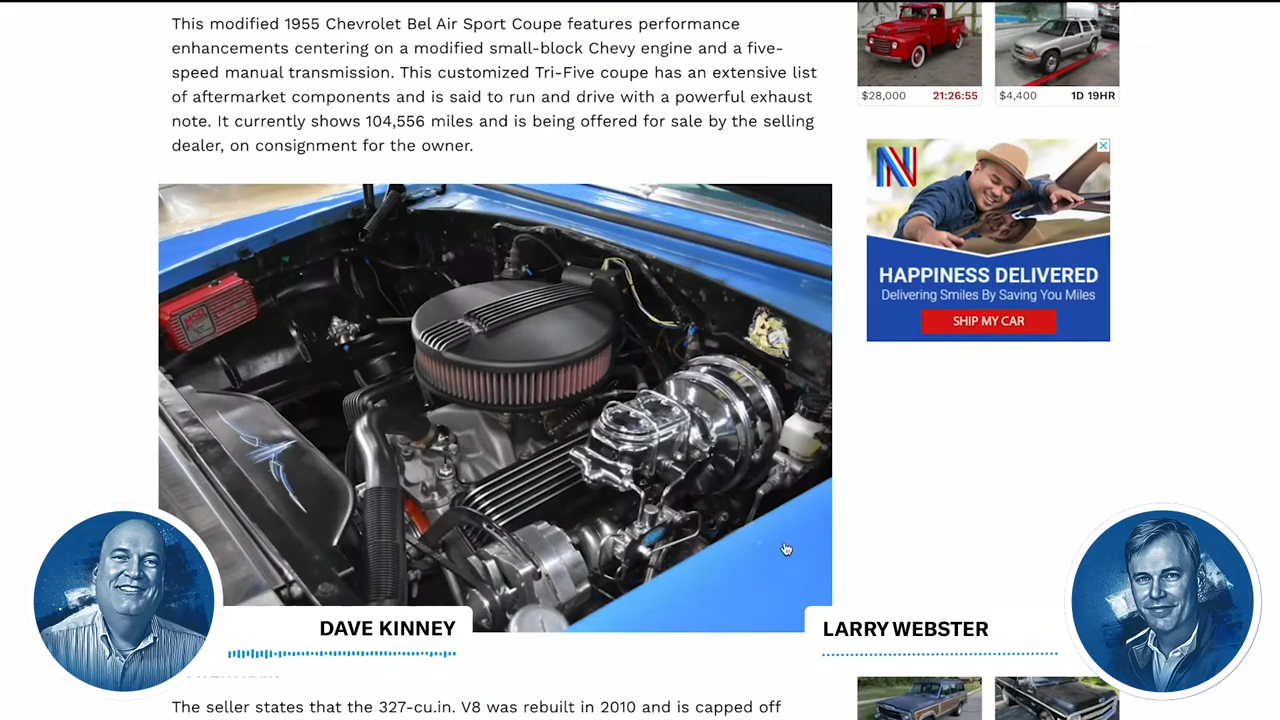 This modified 1955 Chevrolet Bel Air Sport Coupe features performance
enhancements centering on a modified small-block Chevy engine and a five-
speed manual transmission. This customized Tri-Five coupe has an extensive list
of aftermarket components and is said to run and drive with a powerful exhaust
note. It currently shows 104,556 miles and is being offered for sale by the selling
dealer, on consignment for the owner.
$28,000 21:26:55
$4,400 1D 19HR
N
HAPPINESS DELIVERED
Delivering Smiles By Saving You Miles
SHIP MY CAR
MSD
DAVE KINNEY
LARRY WEBSTER
The seller states that the 327-cu.in. V8 was rebuilt in 2010 and is capped off